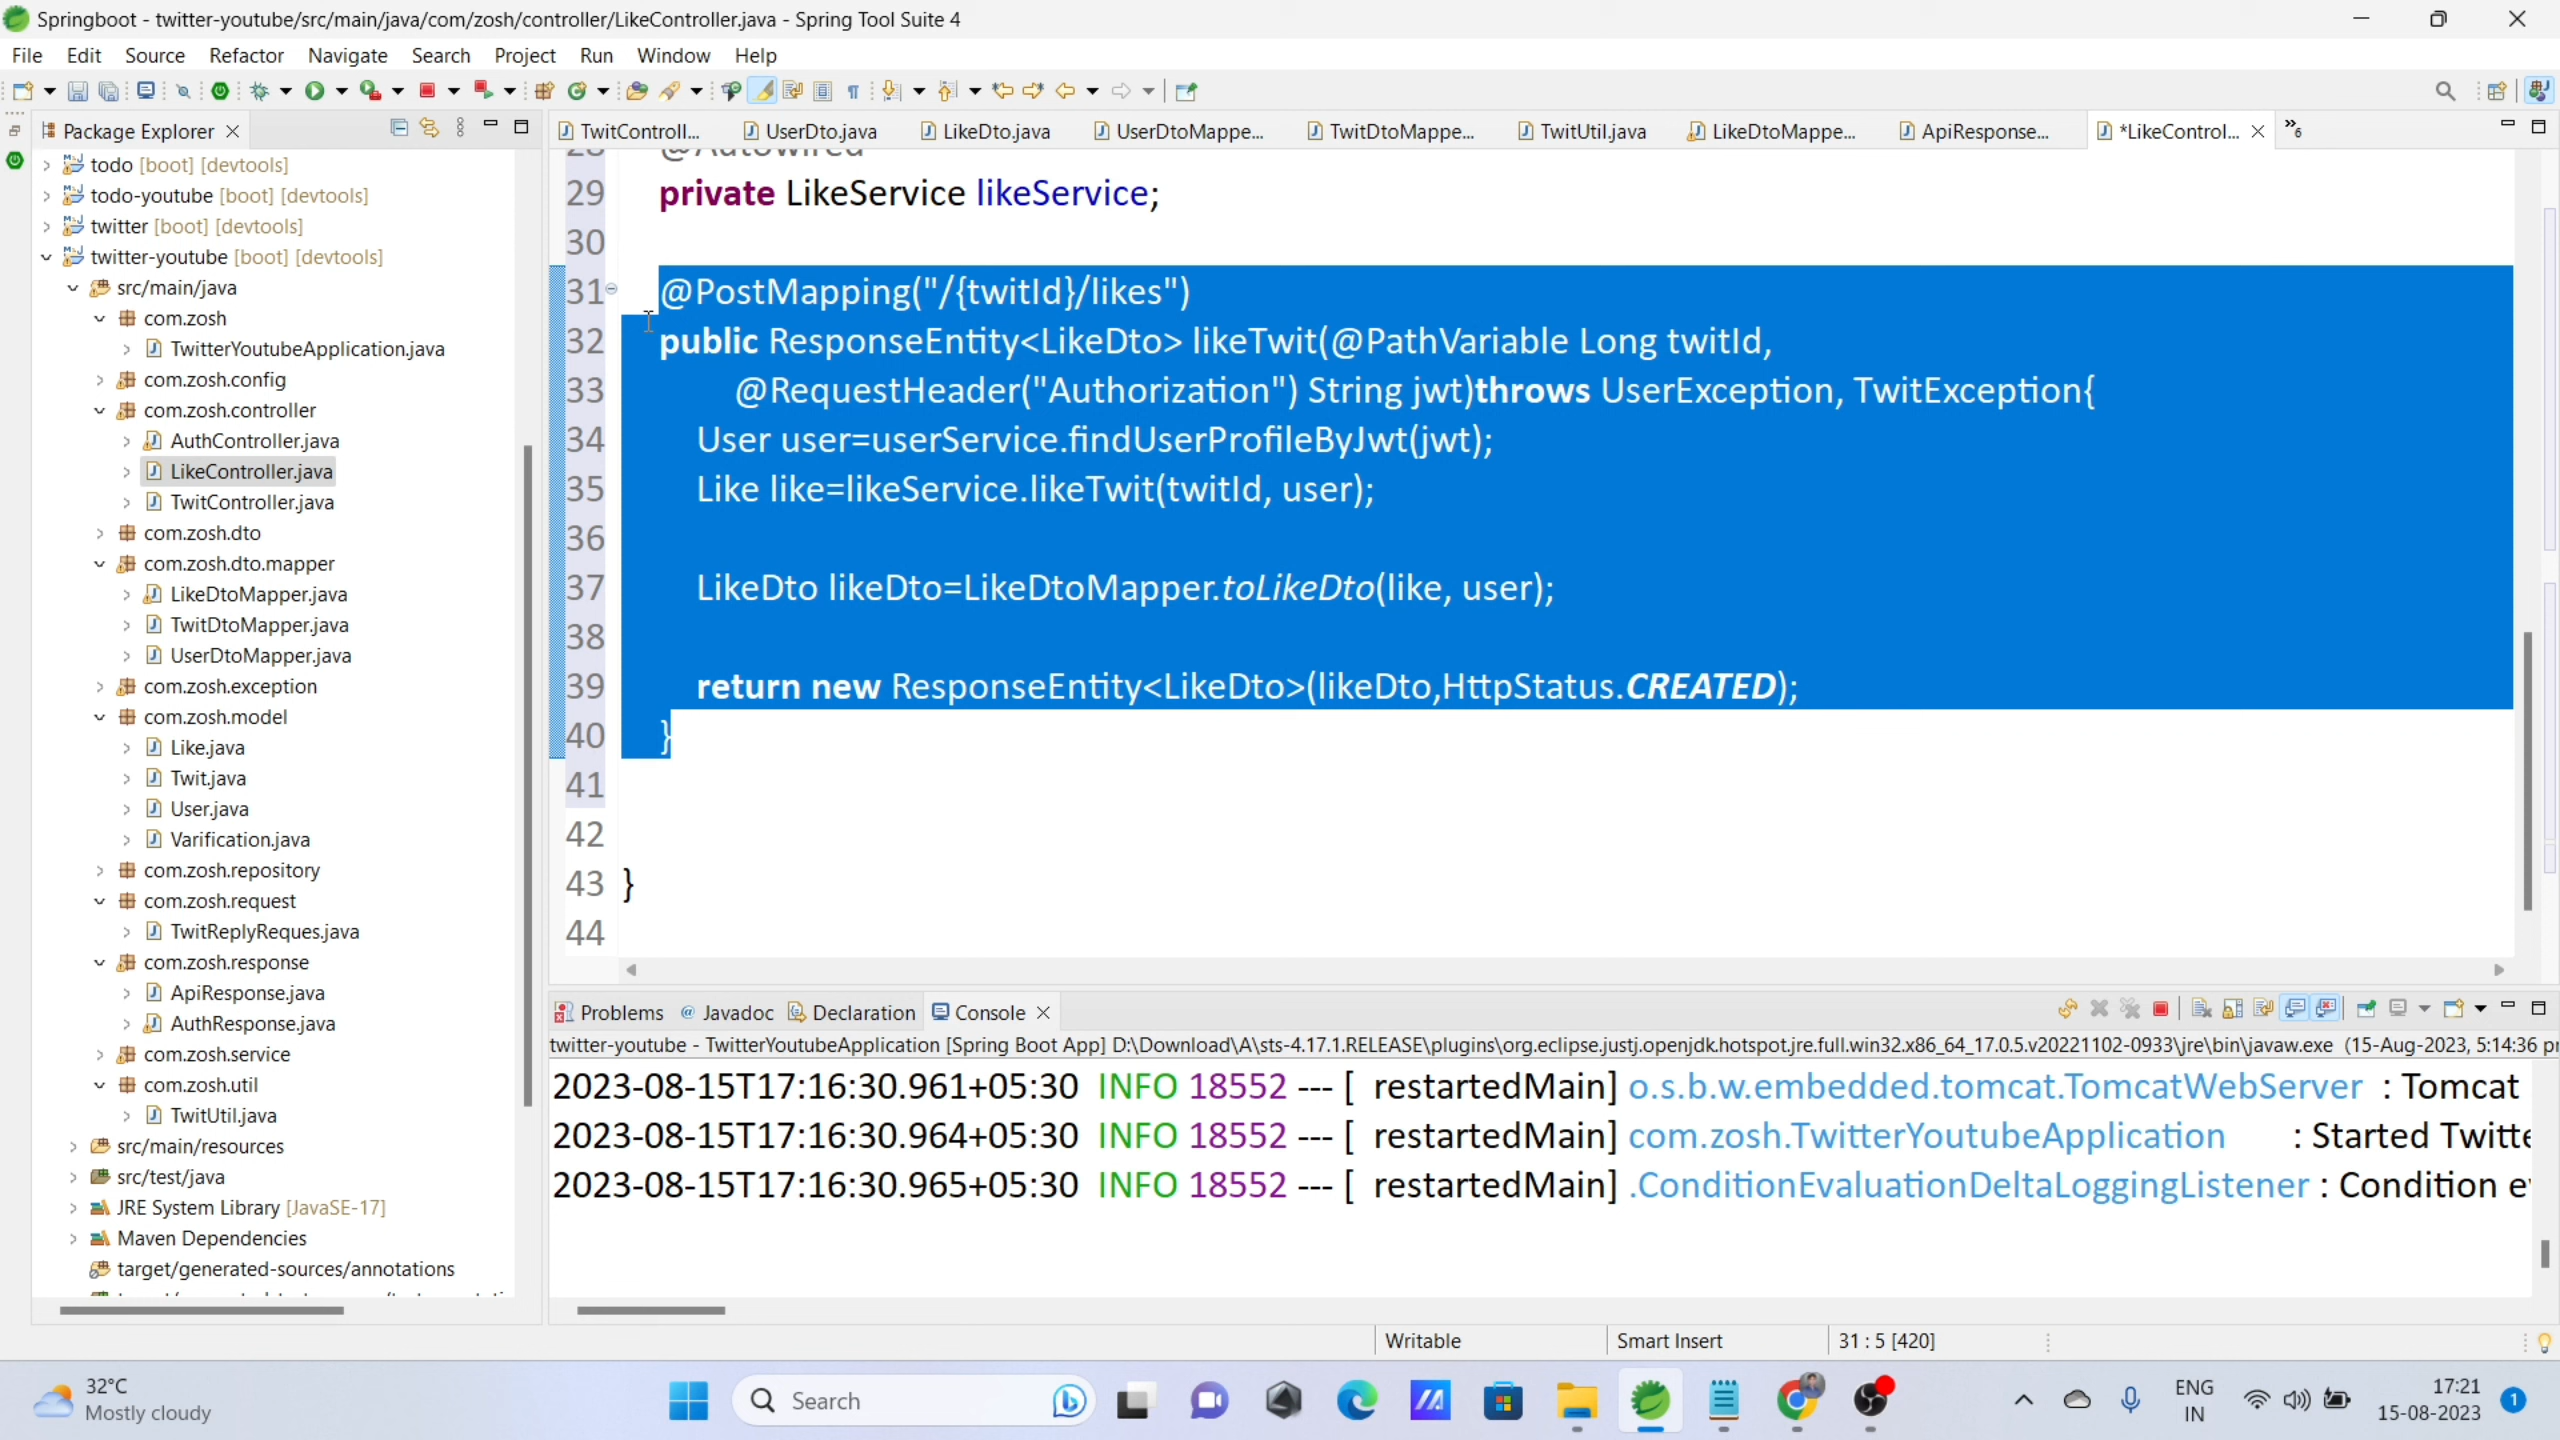 Springboot - twitter-youtube/src/main/java/com/zosh/controller/LikeController.java - Spring Tool Suite 4
File Edit Source Refactor Navigate Search Project Run Window Help
Package Explorer
TwitControll... UserDto.java LikeDto.java UserDtoMappe... TwitDtoMappe... TwitUtil.java LikeDtoMappe... ApiResponse... *LikeControl... »6
todo [boot] [devtools]
todo-youtube [boot] [devtools]
twitter [boot] [devtools]
twitter-youtube [boot] [devtools]
src/main/java
com.zosh
TwitterYoutubeApplication.java
com.zosh.config
com.zosh.controller
AuthController.java
LikeController.java
TwitController.java
com.zosh.dto
com.zosh.dto.mapper
LikeDtoMapper.java
TwitDtoMapper.java
UserDtoMapper.java
com.zosh.exception
com.zosh.model
Like.java
Twit.java
User.java
Varification.java
com.zosh.repository
com.zosh.request
TwitReplyReques.java
com.zosh.response
ApiResponse.java
AuthResponse.java
com.zosh.service
com.zosh.util
TwitUtil.java
src/main/resources
src/test/java
JRE System Library [JavaSE-17]
Maven Dependencies
target/generated-sources/annotations
28 @Autowired
29 private LikeService likeService;
30
31 @PostMapping("/{twitId}/likes")
32 public ResponseEntity<LikeDto> likeTwit(@PathVariable Long twitId,
33 @RequestHeader("Authorization") String jwt)throws UserException, TwitException{
34 User user=userService.findUserProfileByJwt(jwt);
35 Like like=likeService.likeTwit(twitId, user);
36
37 LikeDto likeDto=LikeDtoMapper.toLikeDto(like, user);
38
39 return new ResponseEntity<LikeDto>(likeDto,HttpStatus.CREATED);
40 }
41
42
43 }
44
Problems @ Javadoc Declaration Console
twitter-youtube - TwitterYoutubeApplication [Spring Boot App] D:\Download\A\sts-4.17.1.RELEASE\plugins\org.eclipse.justj.openjdk.hotspot.jre.full.win32.x86_64_17.0.5.v20221102-0933\jre\bin\javaw.exe (15-Aug-2023, 5:14:36 pr
2023-08-15T17:16:30.961+05:30 INFO 18552 --- [ restartedMain] o.s.b.w.embedded.tomcat.TomcatWebServer : Tomcat
2023-08-15T17:16:30.964+05:30 INFO 18552 --- [ restartedMain] com.zosh.TwitterYoutubeApplication : Started Twitte
2023-08-15T17:16:30.965+05:30 INFO 18552 --- [ restartedMain] .ConditionEvaluationDeltaLoggingListener : Condition e
Writable Smart Insert 31 : 5 [420]
32°C
Mostly cloudy
Search
ENG
IN
17:21
15-08-2023
1